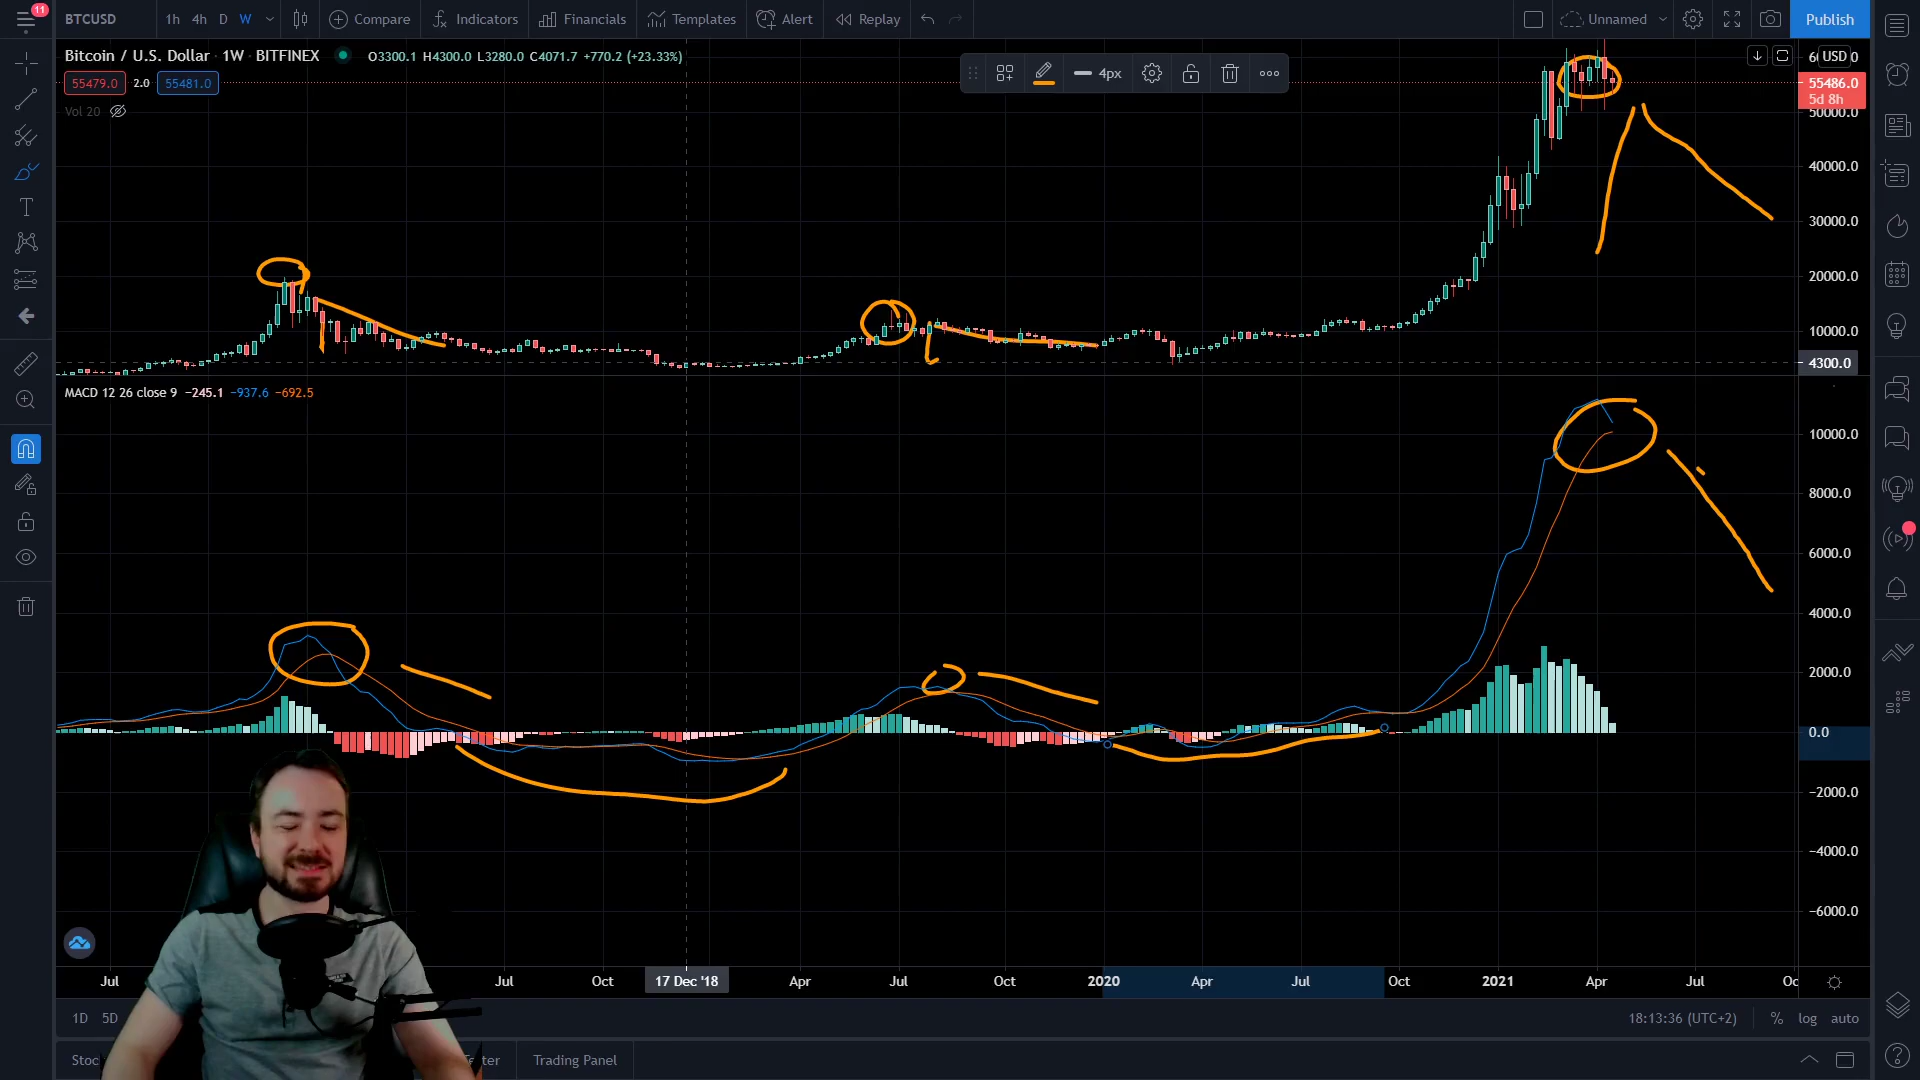 11
BTCUSD 1h 4h D W Compare Indicators Financials Templates Alert Replay Unnamed Publish
Bitcoin / U.S. Dollar · 1W · BITFINEX O3300.1 H4300.0 L3280.0 C4071.7 +770.2 (+23.33%)
4px
USD
55479.0 2.0 55481.0
55486.0
5d 8h
Vol 20
50000.0
40000.0
30000.0
20000.0
10000.0
4300.0
MACD 12 26 close 9 −245.1 −937.6 −692.5
10000.0
8000.0
6000.0
4000.0
2000.0
0.0
−2000.0
−4000.0
−6000.0
Jul Jul Oct 17 Dec '18 Apr Jul Oct 2020 Apr Jul Oct 2021 Apr Jul Oc
1D 5D 18:13:36 (UTC+2) % log auto
Stoc ter Trading Panel